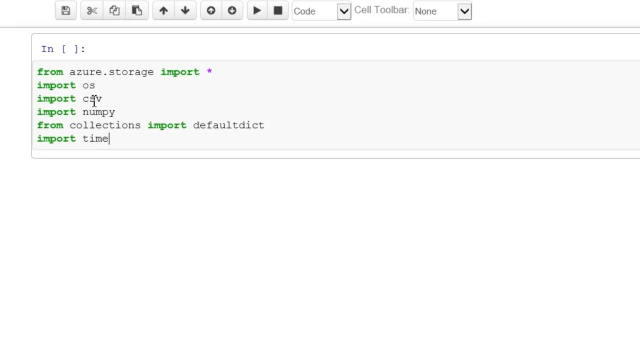 Code Cell Toolbar: None
In [ ]:
from azure.storage import *
import os
import csv
import numpy
from collections import defaultdict
import time